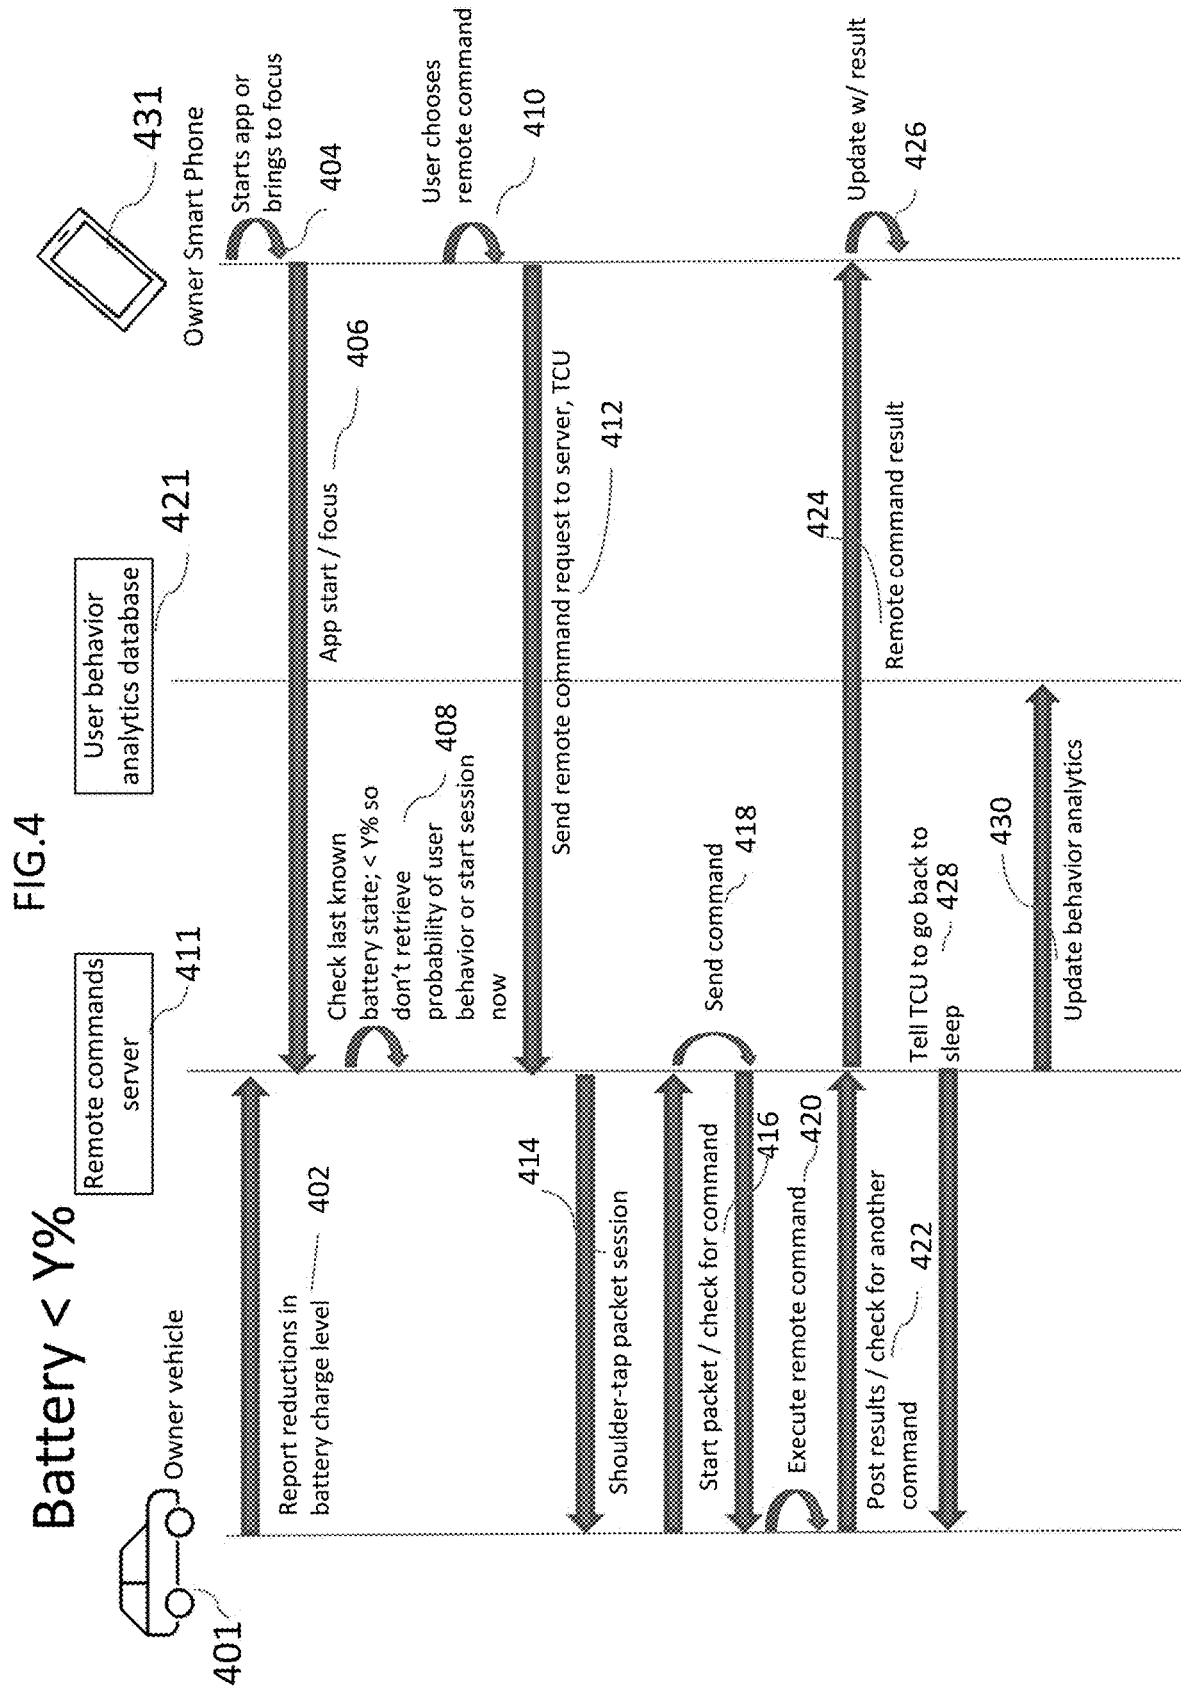 FIG.4
Battery < Y%
401
Owner vehicle
Remote commands
server
411
User behavior
analytics database
421
Owner Smart Phone
431
Report reductions in
battery charge level
402
Starts app or
brings to focus
404
App start / focus
406
Check last known
battery state; < Y% so
don't retrieve
probability of user
behavior or start session
now
408
User chooses
remote command
410
Send remote command request to server, TCU
412
414
Shoulder-tap packet session
Start packet / check for command
416
Send command
418
Execute remote command
420
Post results / check for another
command
422
424
Remote command result
Update w/ result
426
Tell TCU to go back to
sleep
428
430
Update behavior analytics